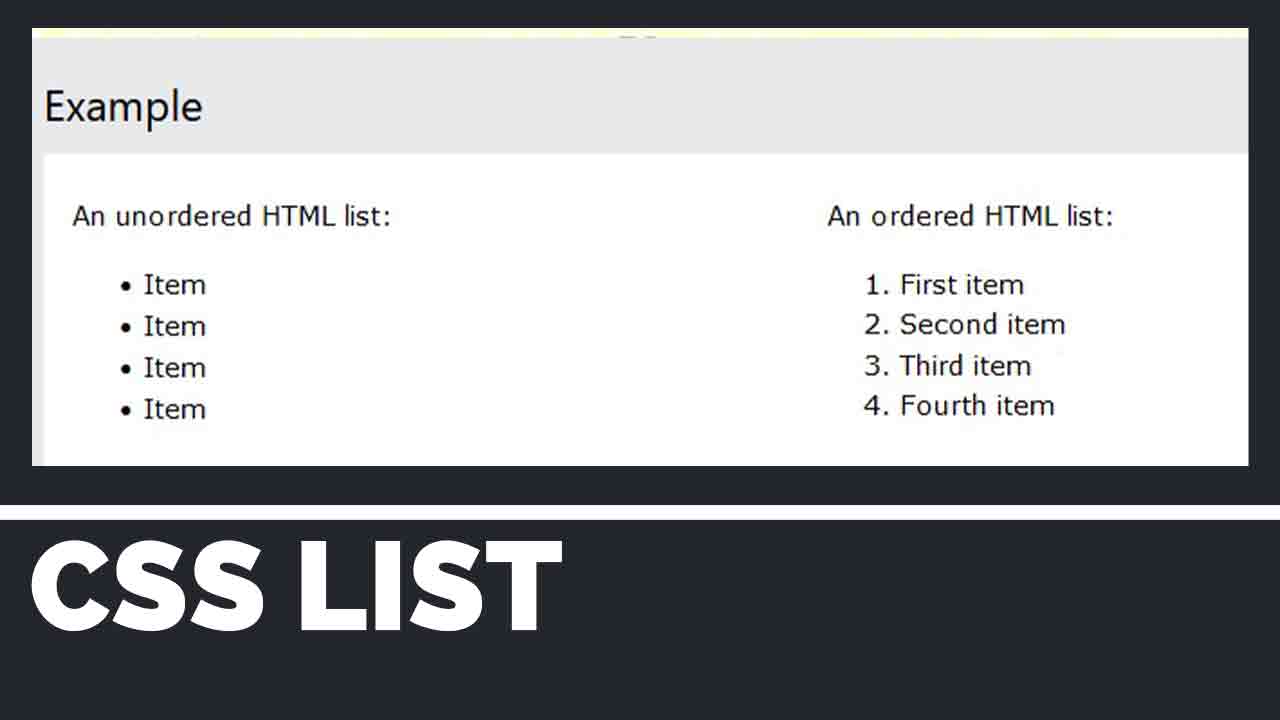 Example
An unordered HTML list:
• Item
• Item
• Item
• Item
An ordered HTML list:
1. First item
2. Second item
3. Third item
4. Fourth item
CSS LIST